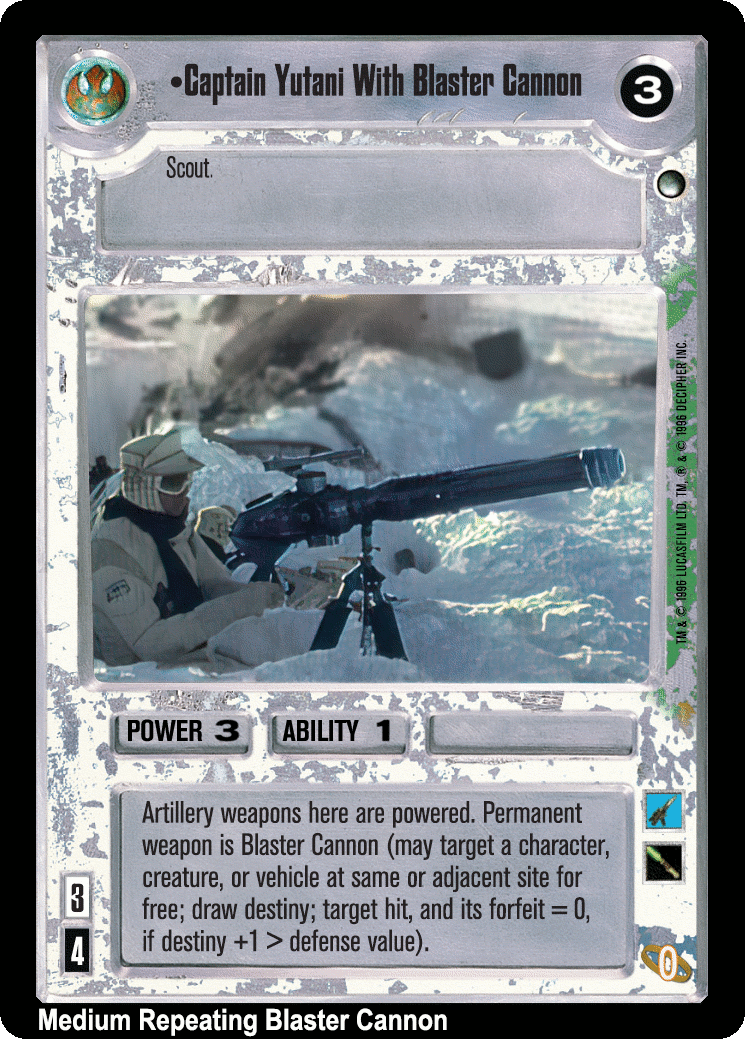 •Captain Yutani With Blaster Cannon
3
Scout.
TM & © 1996 LUCASFILM LTD. TM, ® & © 1996 DECIPHER INC.
POWER 3
ABILITY 1
Artillery weapons here are powered. Permanent
weapon is Blaster Cannon (may target a character,
creature, or vehicle at same or adjacent site for
free; draw destiny; target hit, and its forfeit = 0,
if destiny +1 > defense value).
3
4
0
Medium Repeating Blaster Cannon